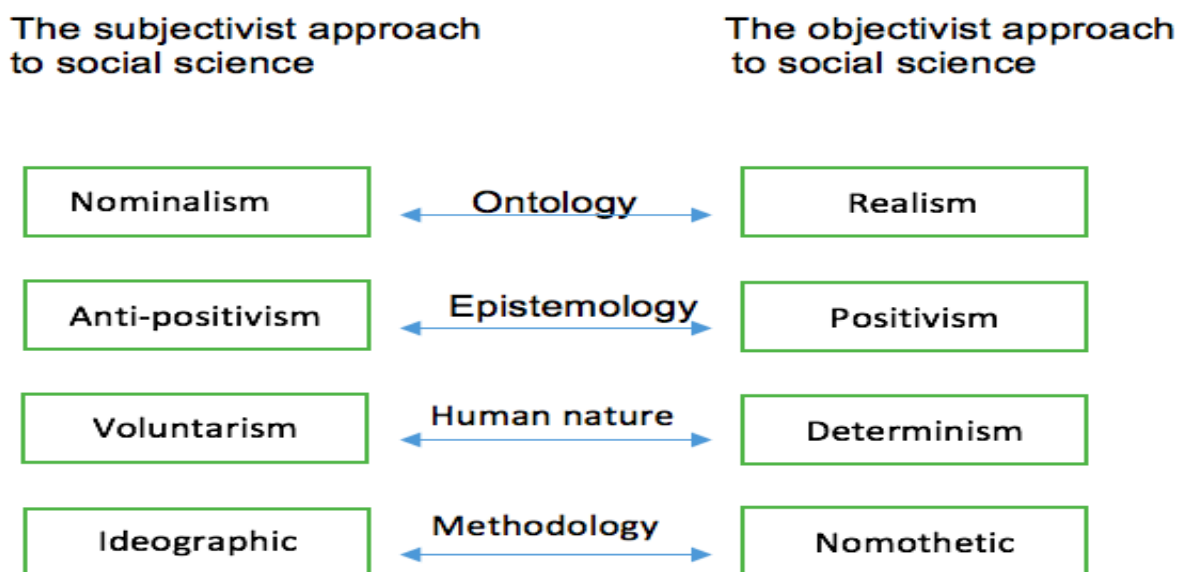 The subjectivist approach
to social science
The objectivist approach
to social science
Nominalism
Ontology
Realism
Anti-positivism
Epistemology
Positivism
Voluntarism
Human nature
Determinism
Ideographic
Methodology
Nomothetic